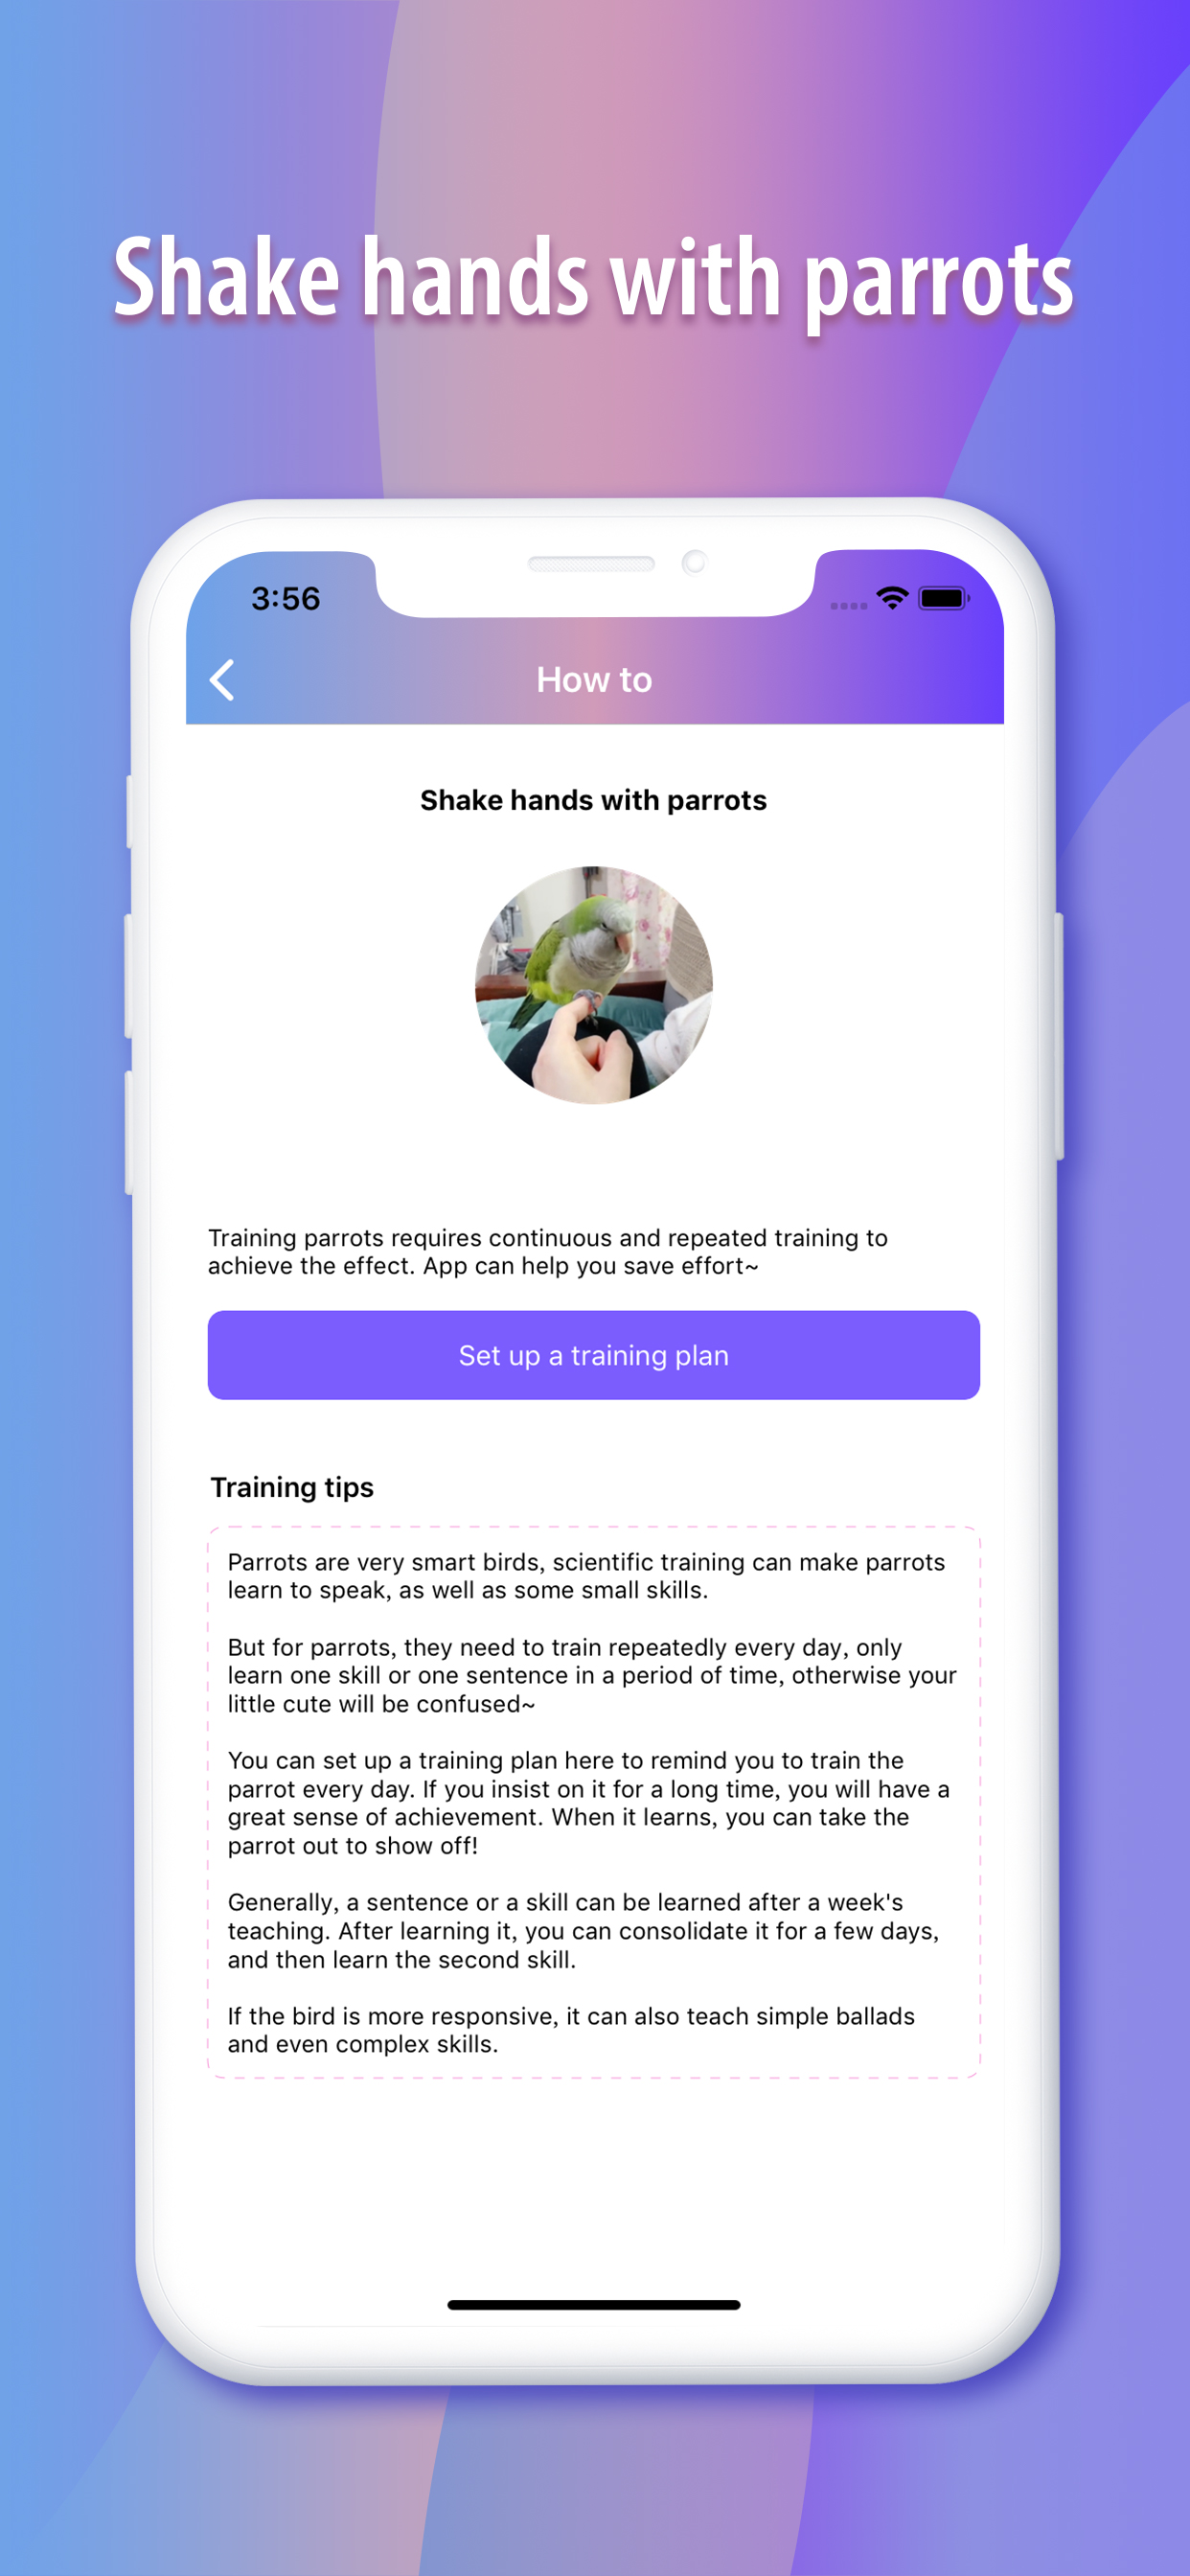 Shake hands with parrots
3:56
How to
Shake hands with parrots
Training parrots requires continuous and repeated training to
achieve the effect. App can help you save effort~
Set up a training plan
Training tips
Parrots are very smart birds, scientific training can make parrots
learn to speak, as well as some small skills.
But for parrots, they need to train repeatedly every day, only
learn one skill or one sentence in a period of time, otherwise your
little cute will be confused~
You can set up a training plan here to remind you to train the
parrot every day. If you insist on it for a long time, you will have a
great sense of achievement. When it learns, you can take the
parrot out to show off!
Generally, a sentence or a skill can be learned after a week's
teaching. After learning it, you can consolidate it for a few days,
and then learn the second skill.
If the bird is more responsive, it can also teach simple ballads
and even complex skills.